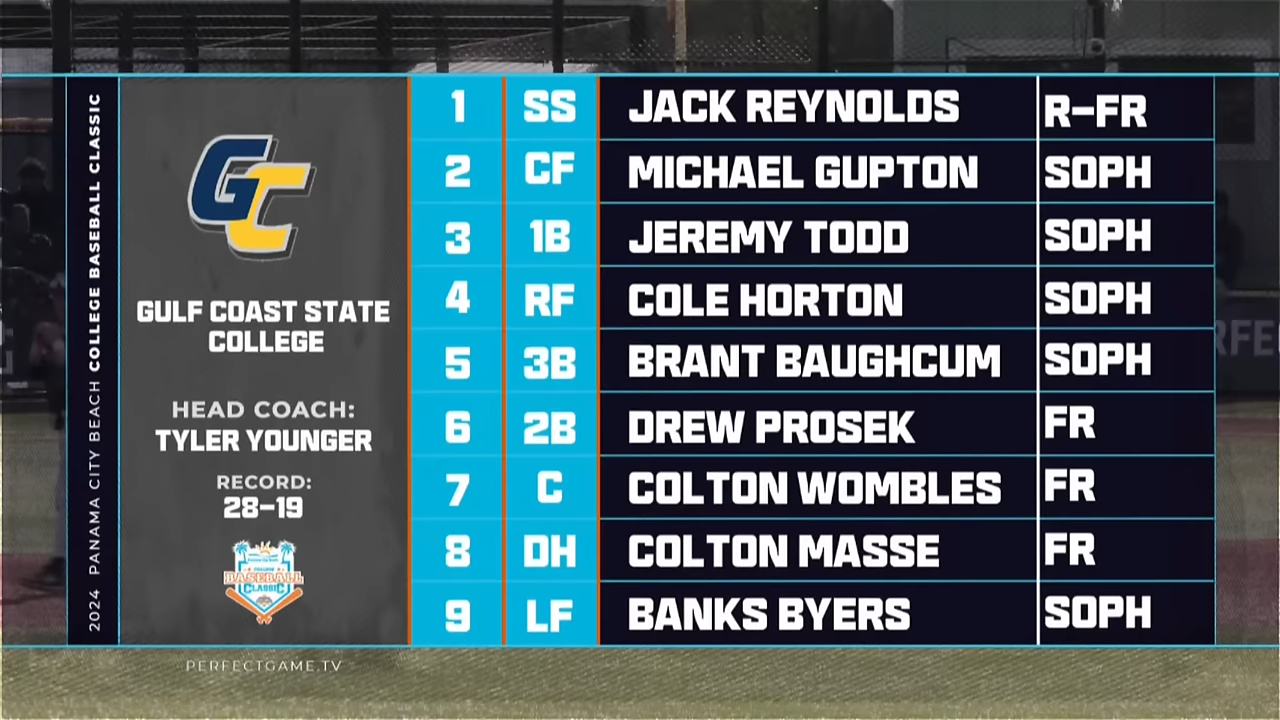 2024 PANAMA CITY BEACH COLLEGE BASEBALL CLASSIC
GC
GULF COAST STATE
COLLEGE
HEAD COACH:
TYLER YOUNGER
RECORD:
28-19
COLLEGE
BASEBALL
CLASSIC
1 SS JACK REYNOLDS R-FR
2 CF MICHAEL GUPTON SOPH
3 1B JEREMY TODD SOPH
4 RF COLE HORTON SOPH
5 3B BRANT BAUGHCUM SOPH
6 2B DREW PROSEK FR
7 C COLTON WOMBLES FR
8 DH COLTON MASSE FR
9 LF BANKS BYERS SOPH
PERFECTGAME.TV